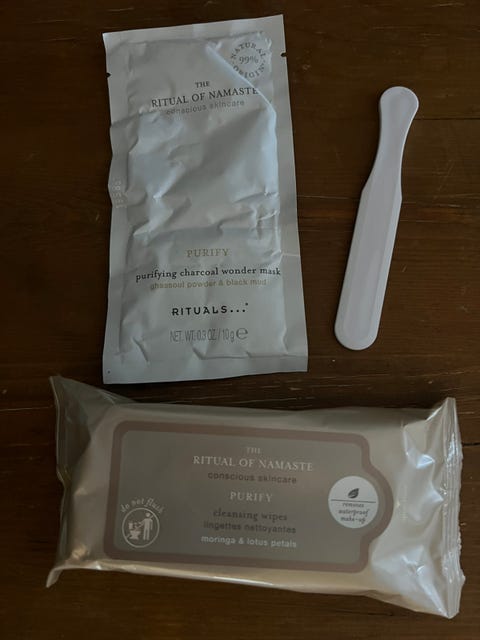 NATURAL
99%
ORIGIN
THE
RITUAL OF NAMASTE
conscious skincare
PURIFY
purifying charcoal wonder mask
ghassoul powder & black mud
RITUALS...
NET. WT. 0.3 OZ / 10 g e
THE
RITUAL OF NAMASTE
conscious skincare
PURIFY
cleansing wipes
lingettes nettoyantes
moringa & lotus petals
do not flush
removes
waterproof
make-up